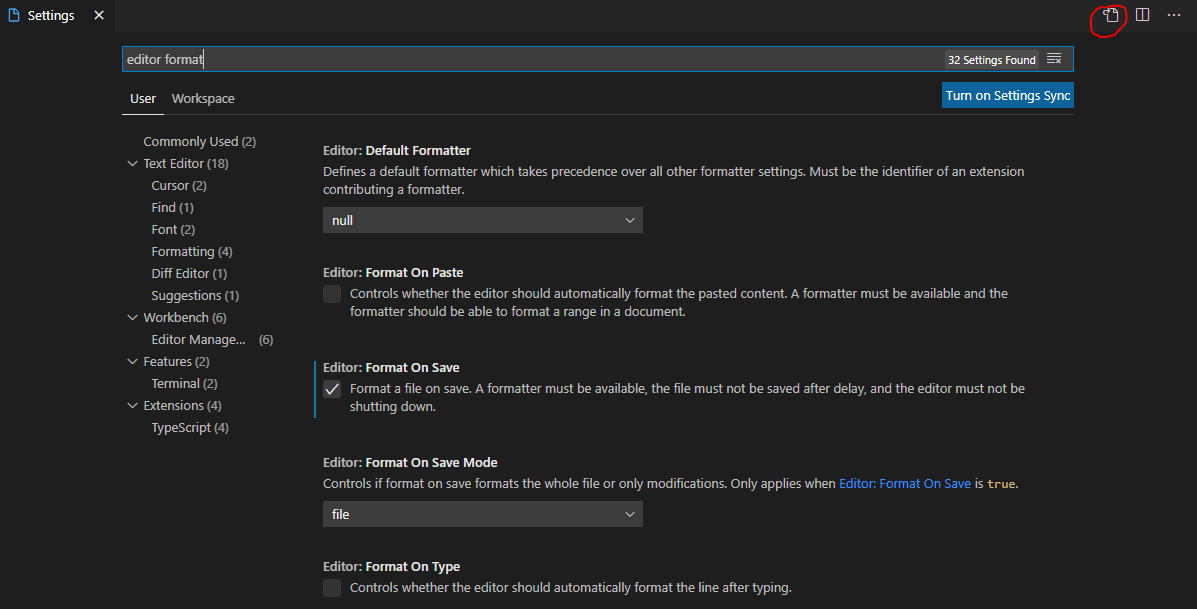 Settings
editor format
32 Settings Found
User Workspace
Turn on Settings Sync
Commonly Used (2)
Text Editor (18)
Cursor (2)
Find (1)
Font (2)
Formatting (4)
Diff Editor (1)
Suggestions (1)
Workbench (6)
Editor Manage... (6)
Features (2)
Terminal (2)
Extensions (4)
TypeScript (4)
Editor: Default Formatter
Defines a default formatter which takes precedence over all other formatter settings. Must be the identifier of an extension
contributing a formatter.
null
Editor: Format On Paste
Controls whether the editor should automatically format the pasted content. A formatter must be available and the
formatter should be able to format a range in a document.
Editor: Format On Save
Format a file on save. A formatter must be available, the file must not be saved after delay, and the editor must not be
shutting down.
Editor: Format On Save Mode
Controls if format on save formats the whole file or only modifications. Only applies when Editor: Format On Save is true.
file
Editor: Format On Type
Controls whether the editor should automatically format the line after typing.